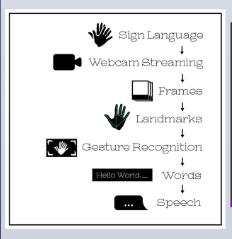 Sign Language
Webcam Streaming
Frames
Landmarks
Gesture Recognition
Hello World....
Words
...
Speech